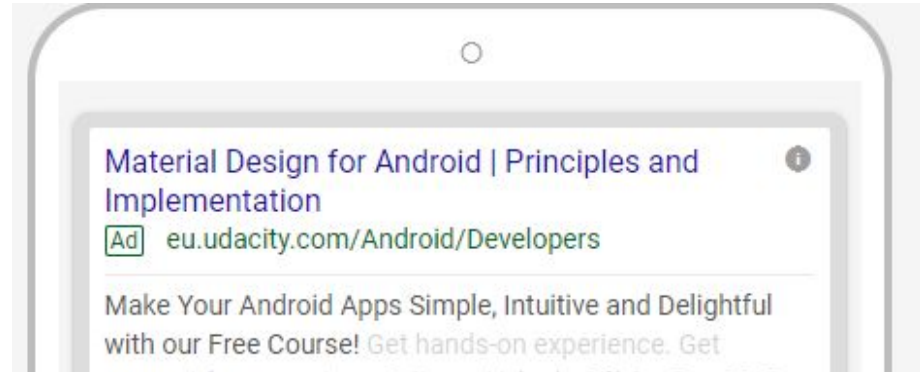 Material Design for Android | Principles and
Implementation
Ad eu.udacity.com/Android/Developers
Make Your Android Apps Simple, Intuitive and Delightful
with our Free Course! Get hands-on experience. Get